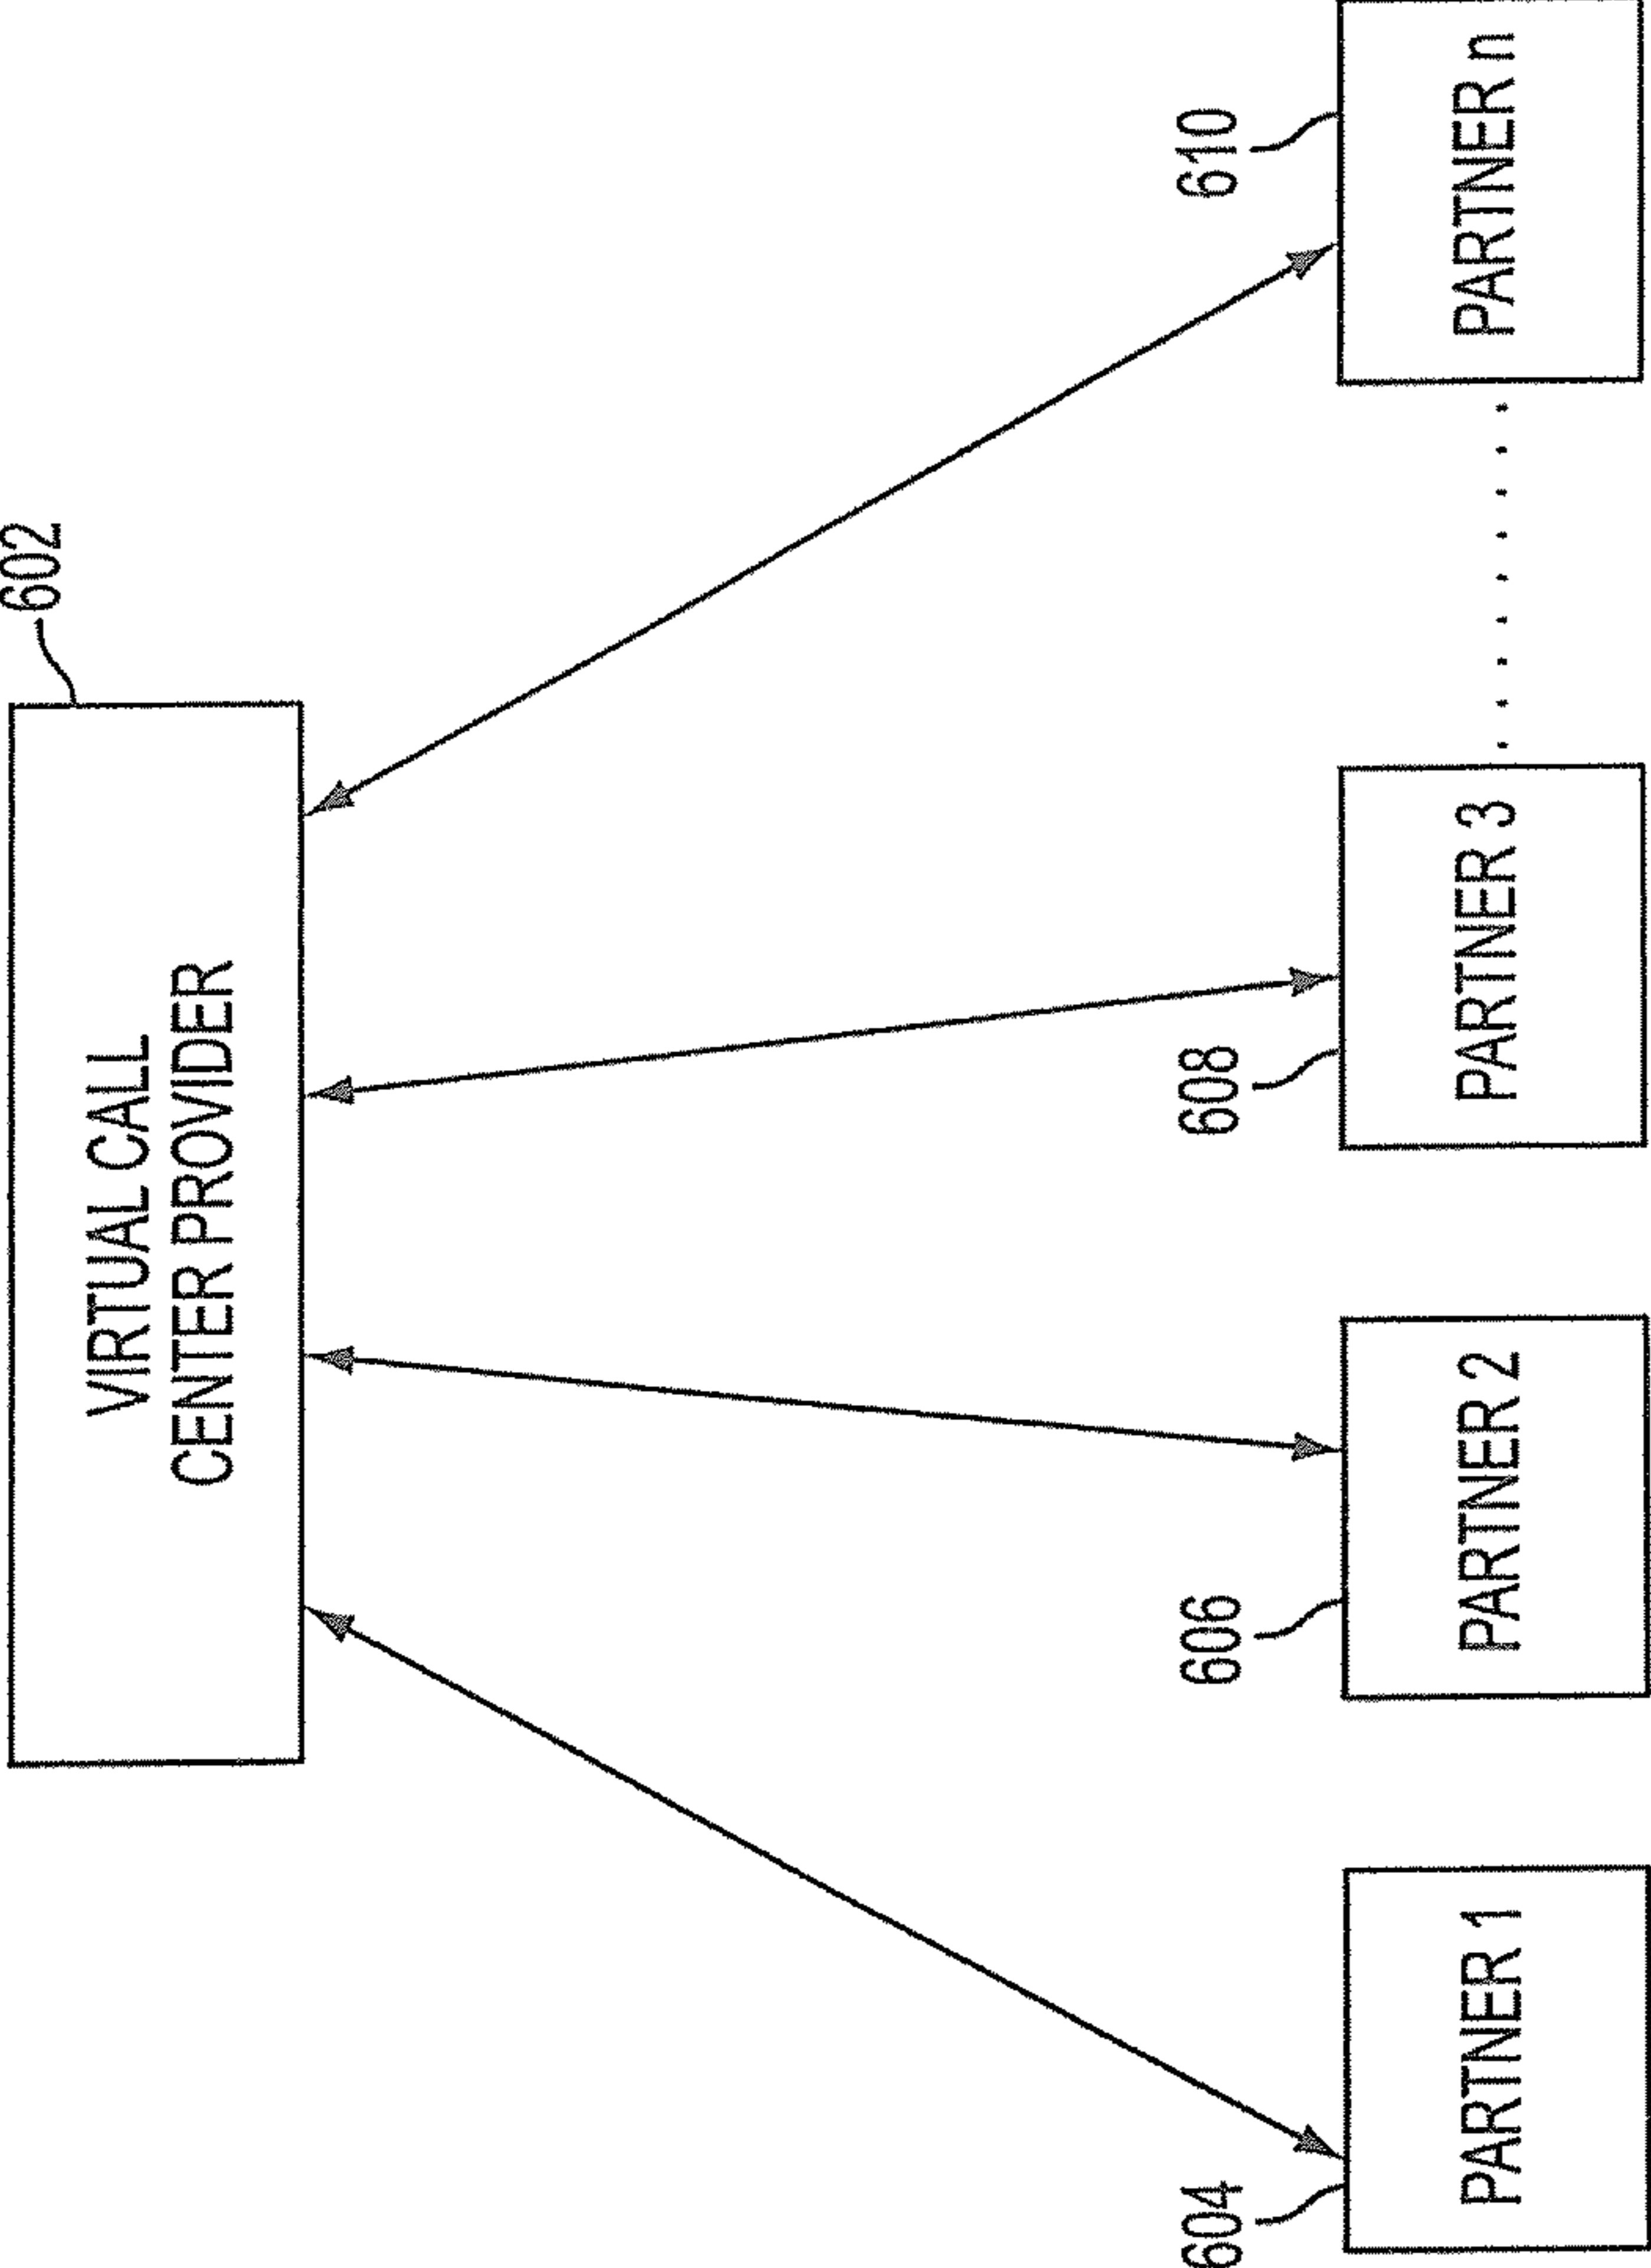 602
VIRTUAL CALL
CENTER PROVIDER
604
PARTNER 1
606
PARTNER 2
608
PARTNER 3
610
PARTNER n